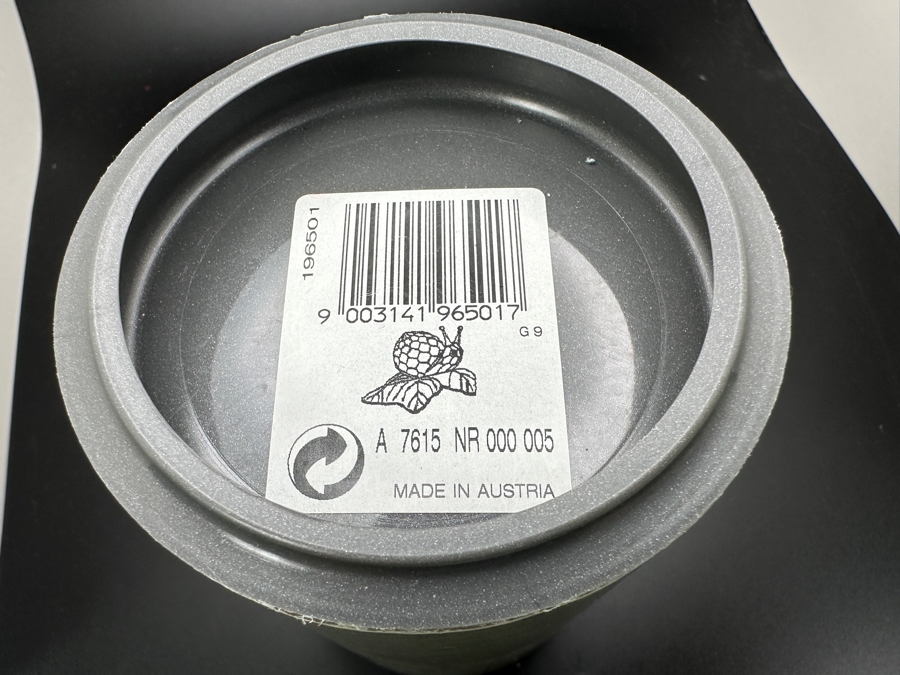 196501
9 003141 965017
G9
A 7615 NR 000 005
MADE IN AUSTRIA